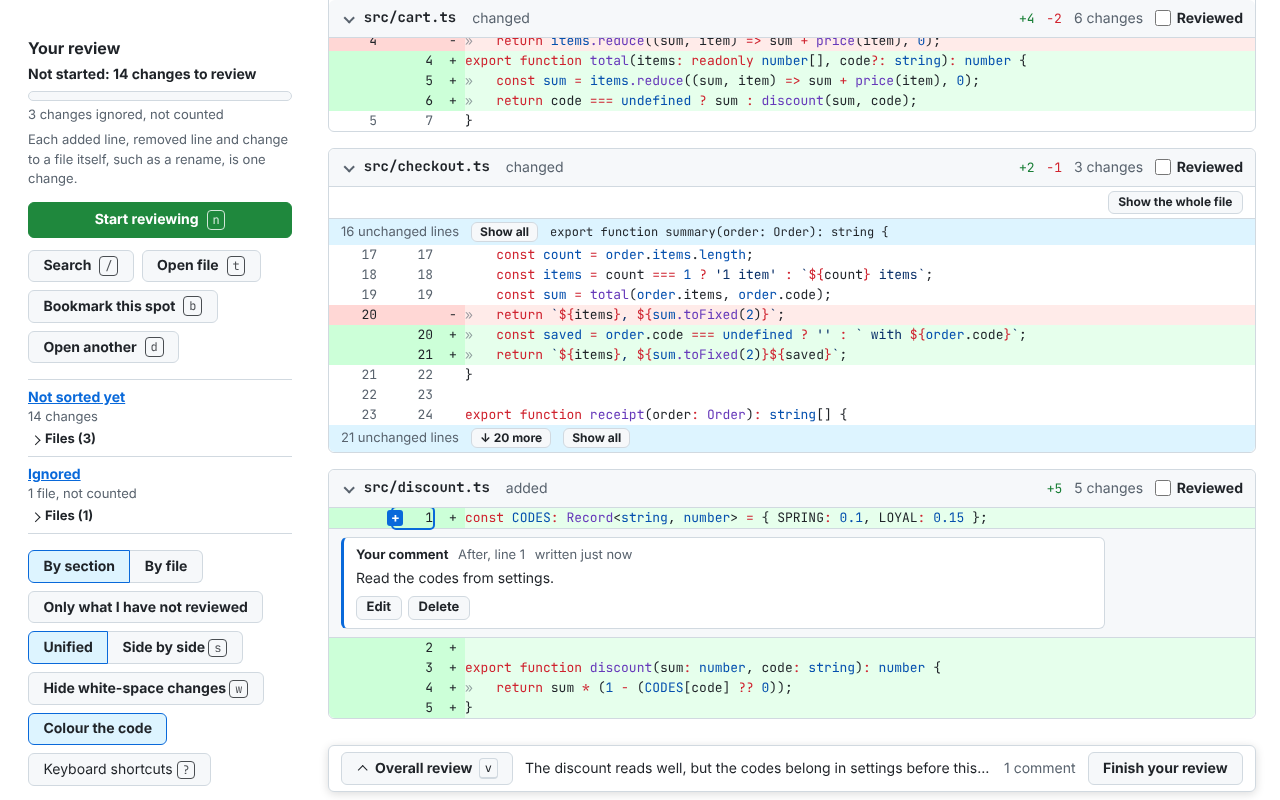 Your review
Not started: 14 changes to review
3 changes ignored, not counted
Each added line, removed line and change
to a file itself, such as a rename, is one
change.
Start reviewing n
Search / Open file t
Bookmark this spot b
Open another d
Not sorted yet
14 changes
Files (3)
Ignored
1 file, not counted
Files (1)
By section By file
Only what I have not reviewed
Unified Side by side s
Hide white-space changes w
Colour the code
Keyboard shortcuts ?
src/cart.ts changed +4 -2 6 changes Reviewed
4 - » return items.reduce((sum, item) => sum + price(item), 0);
4 + export function total(items: readonly number[], code?: string): number {
5 + » const sum = items.reduce((sum, item) => sum + price(item), 0);
6 + » return code === undefined ? sum : discount(sum, code);
5 7 }
src/checkout.ts changed +2 -1 3 changes Reviewed
Show the whole file
16 unchanged lines Show all export function summary(order: Order): string {
17 17 const count = order.items.length;
18 18 const items = count === 1 ? '1 item' : `${count} items`;
19 19 const sum = total(order.items, order.code);
20 - » return `${items}, ${sum.toFixed(2)}`;
20 + » const saved = order.code === undefined ? '' : ` with ${order.code}`;
21 + » return `${items}, ${sum.toFixed(2)}${saved}`;
21 22 }
22 23
23 24 export function receipt(order: Order): string[] {
21 unchanged lines ↓ 20 more Show all
src/discount.ts added +5 5 changes Reviewed
+ 1 + const CODES: Record<string, number> = { SPRING: 0.1, LOYAL: 0.15 };
Your comment After, line 1 written just now
Read the codes from settings.
Edit Delete
2 +
3 + export function discount(sum: number, code: string): number {
4 + » return sum * (1 - (CODES[code] ?? 0));
5 + }
Overall review v The discount reads well, but the codes belong in settings before this... 1 comment Finish your review